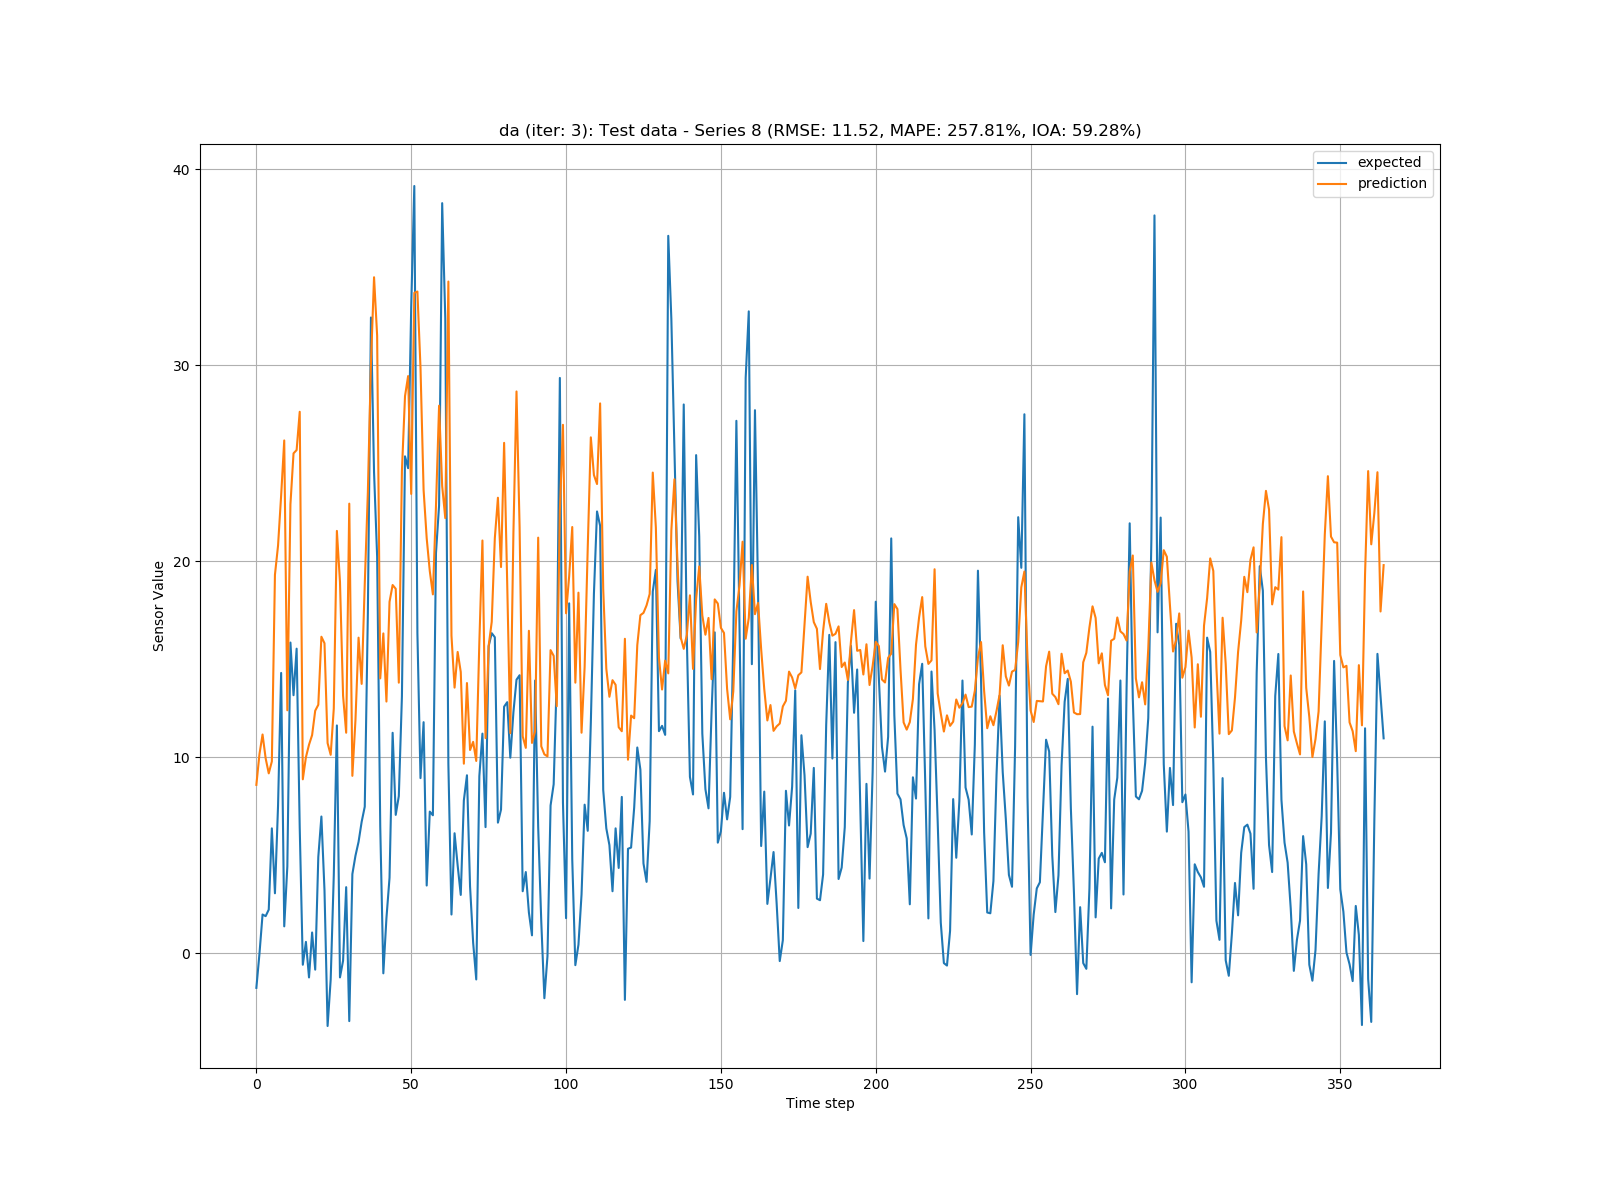 da (iter: 3): Test data - Series 8 (RMSE: 11.52, MAPE: 257.81%, IOA: 59.28%)
expected
prediction
40
30
20
10
0
Sensor Value
0 50 100 150 200 250 300 350
Time step